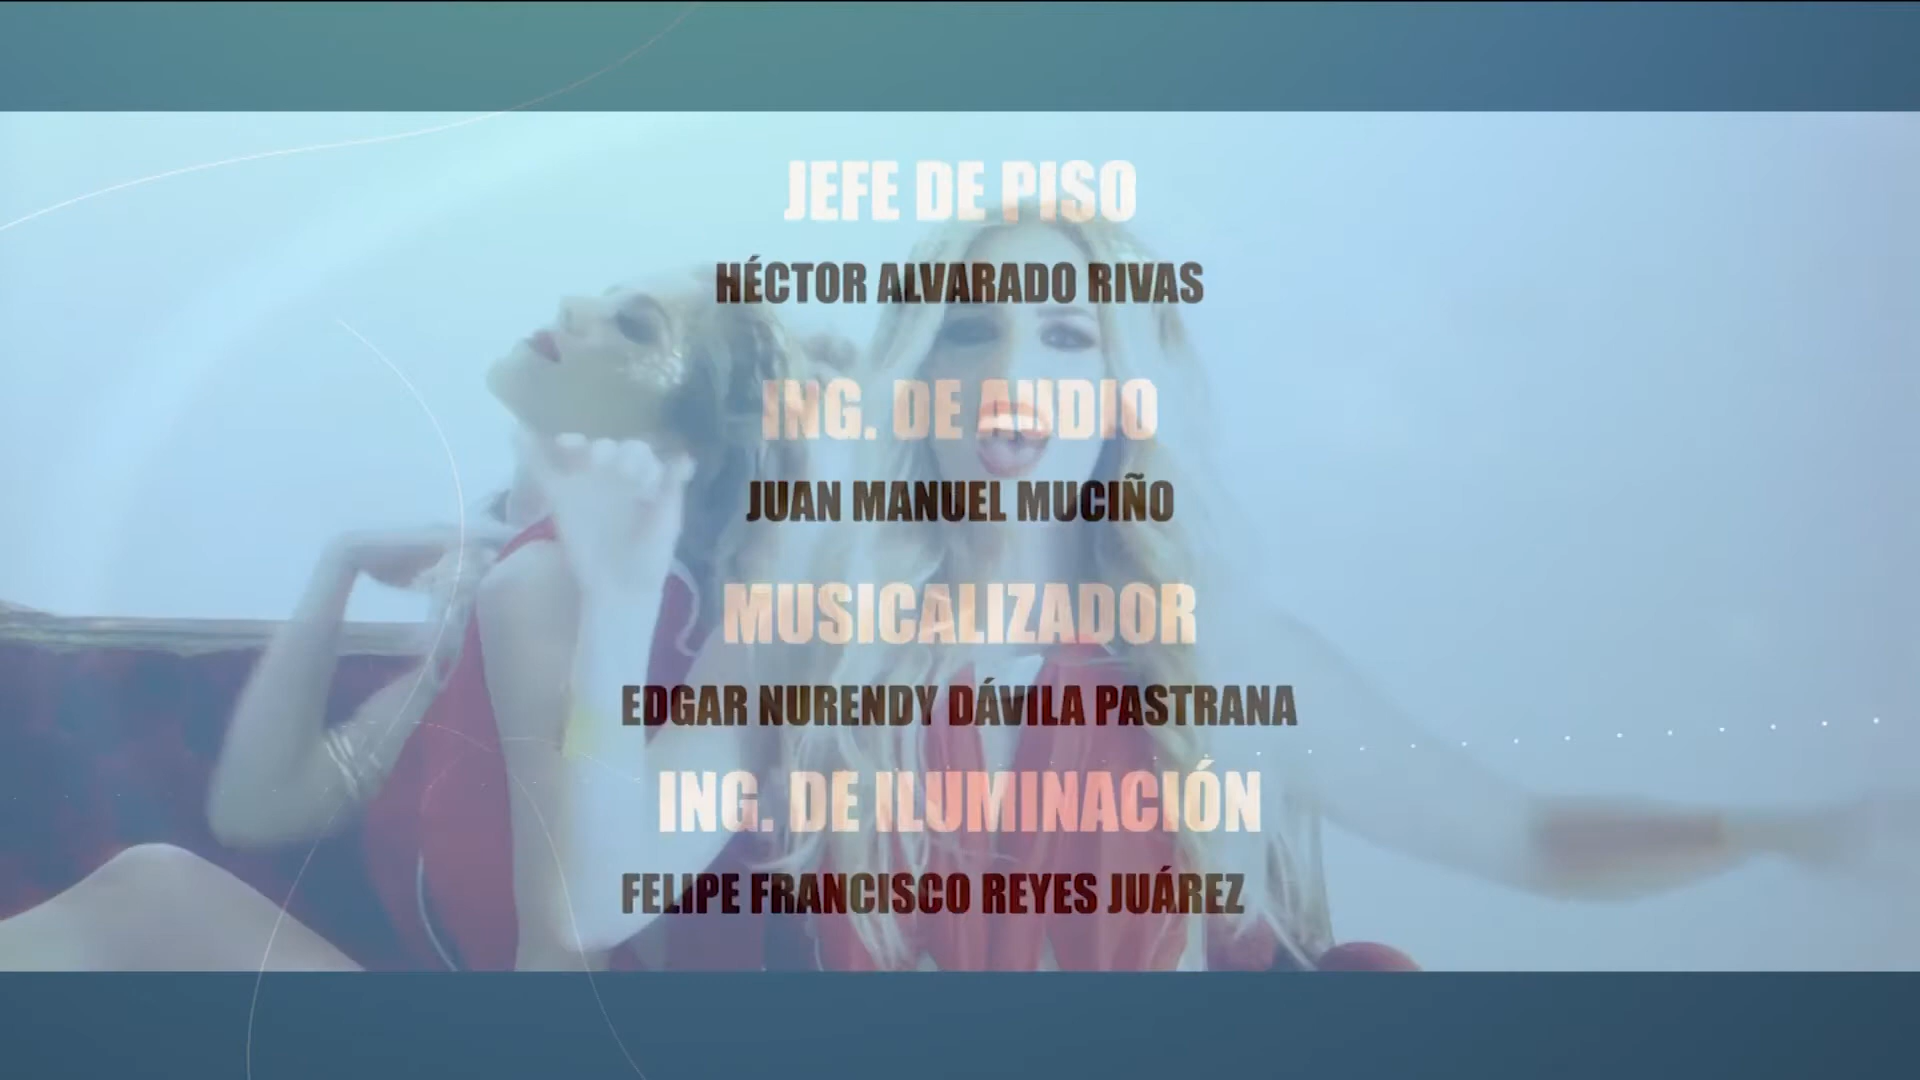 JEFE DE PISO
HÉCTOR ALVARADO RIVAS
ING. DE AUDIO
JUAN MANUEL MUCIÑO
MUSICALIZADOR
EDGAR NURENDY DÁVILA PASTRANA
ING. DE ILUMINACIÓN
FELIPE FRANCISCO REYES JUÁREZ